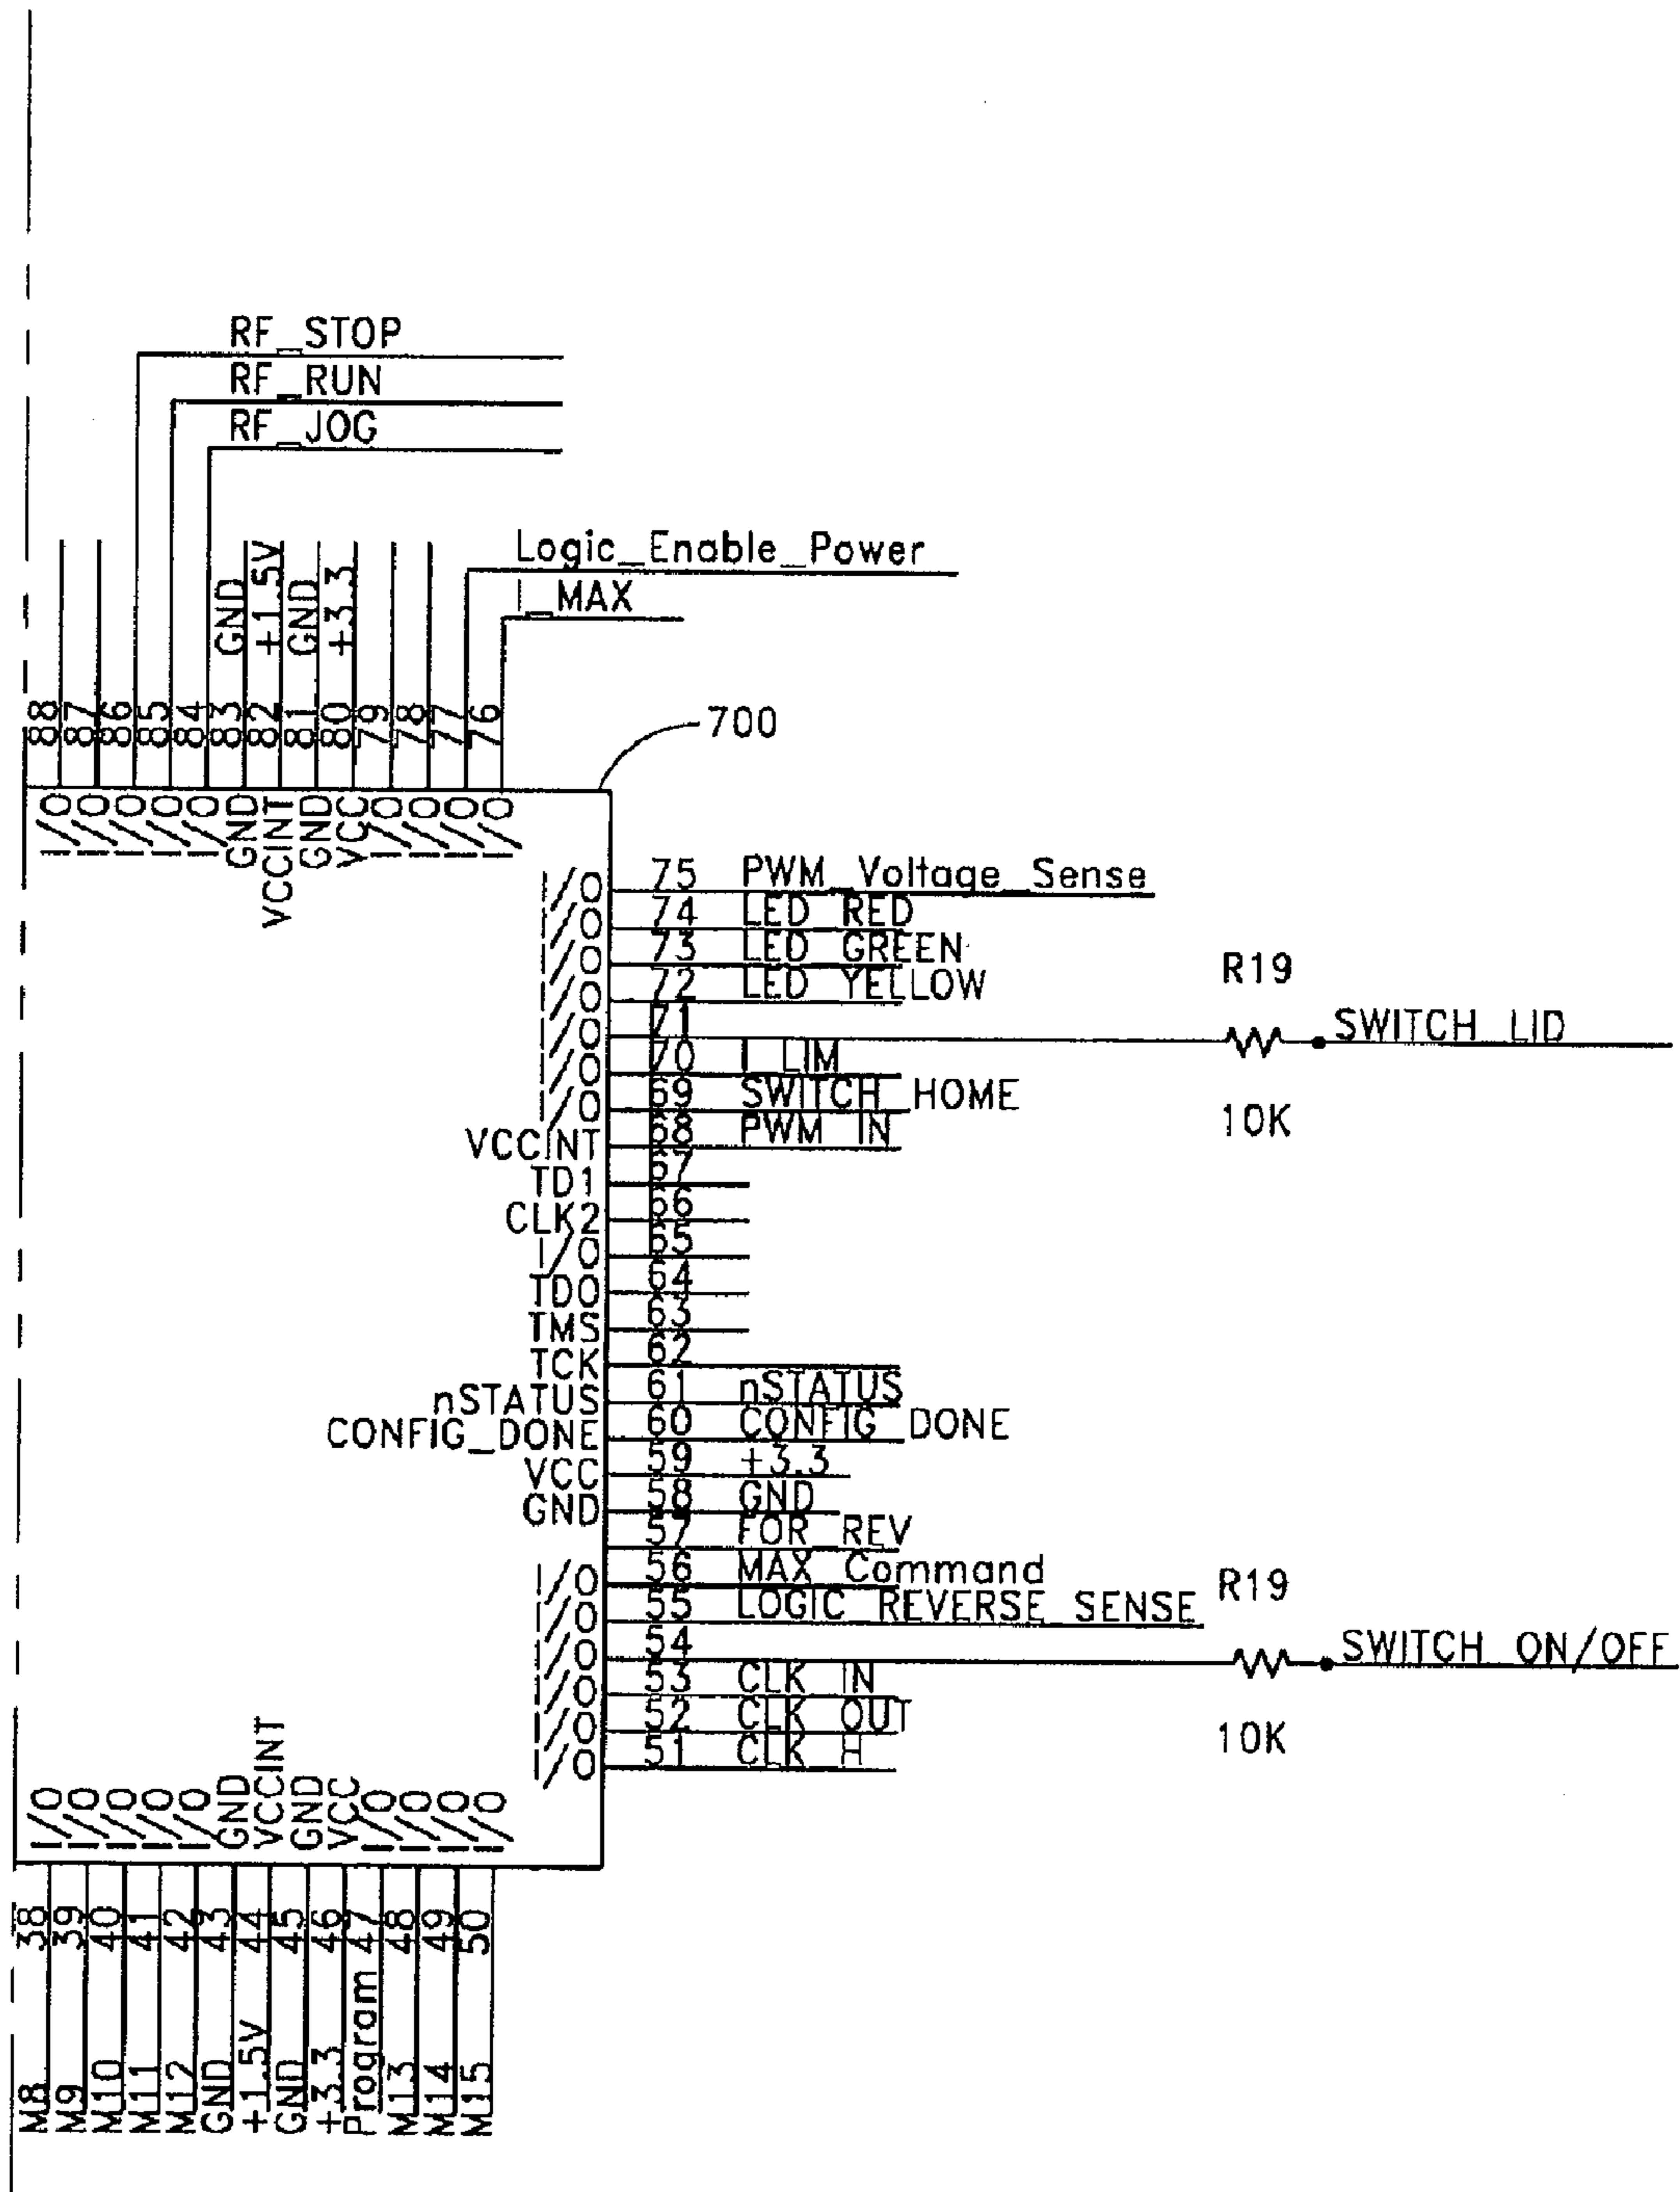 RF_STOP
RF_RUN
RF_JOG
Logic_Enable_Power
I_MAX
GND
+1.5V
GND
+3.3
88
87
86
85
84
83
82
81
80
79
78
77
76
700
I/O
I/O
I/O
I/O
I/O
GND
VCCINT
GND
VCC
I/O
I/O
I/O
I/O
I/O 75 PWM_Voltage_Sense
I/O 74 LED_RED
I/O 73 LED_GREEN
I/O 72 LED_YELLOW
R19
I/O 71 SWITCH_LID
I/O 70 I_LIM
I/O 69 SWITCH_HOME
10K
VCCINT 68 PWM_IN
TD1 67
CLK2 66
I/O 65
TDO 64
TMS 63
TCK 62
nSTATUS 61 nSTATUS
CONFIG_DONE 60 CONFIG_DONE
VCC 59 +3.3
GND 58 GND
57 FOR_REV
I/O 56 MAX_Command
R19
I/O 55 LOGIC_REVERSE_SENSE
I/O 54 SWITCH_ON/OFF
I/O 53 CLK_IN
I/O 52 CLK_OUT
10K
I/O 51 CLK_H
I/O
I/O
I/O
I/O
I/O
GND
VCCINT
GND
VCC
I/O
I/O
I/O
I/O
M8 38
M9 39
M10 40
M11 41
M12 42
GND 43
+1.5V 44
GND 45
+3.3 46
Program 47
M13 48
M14 49
M15 50